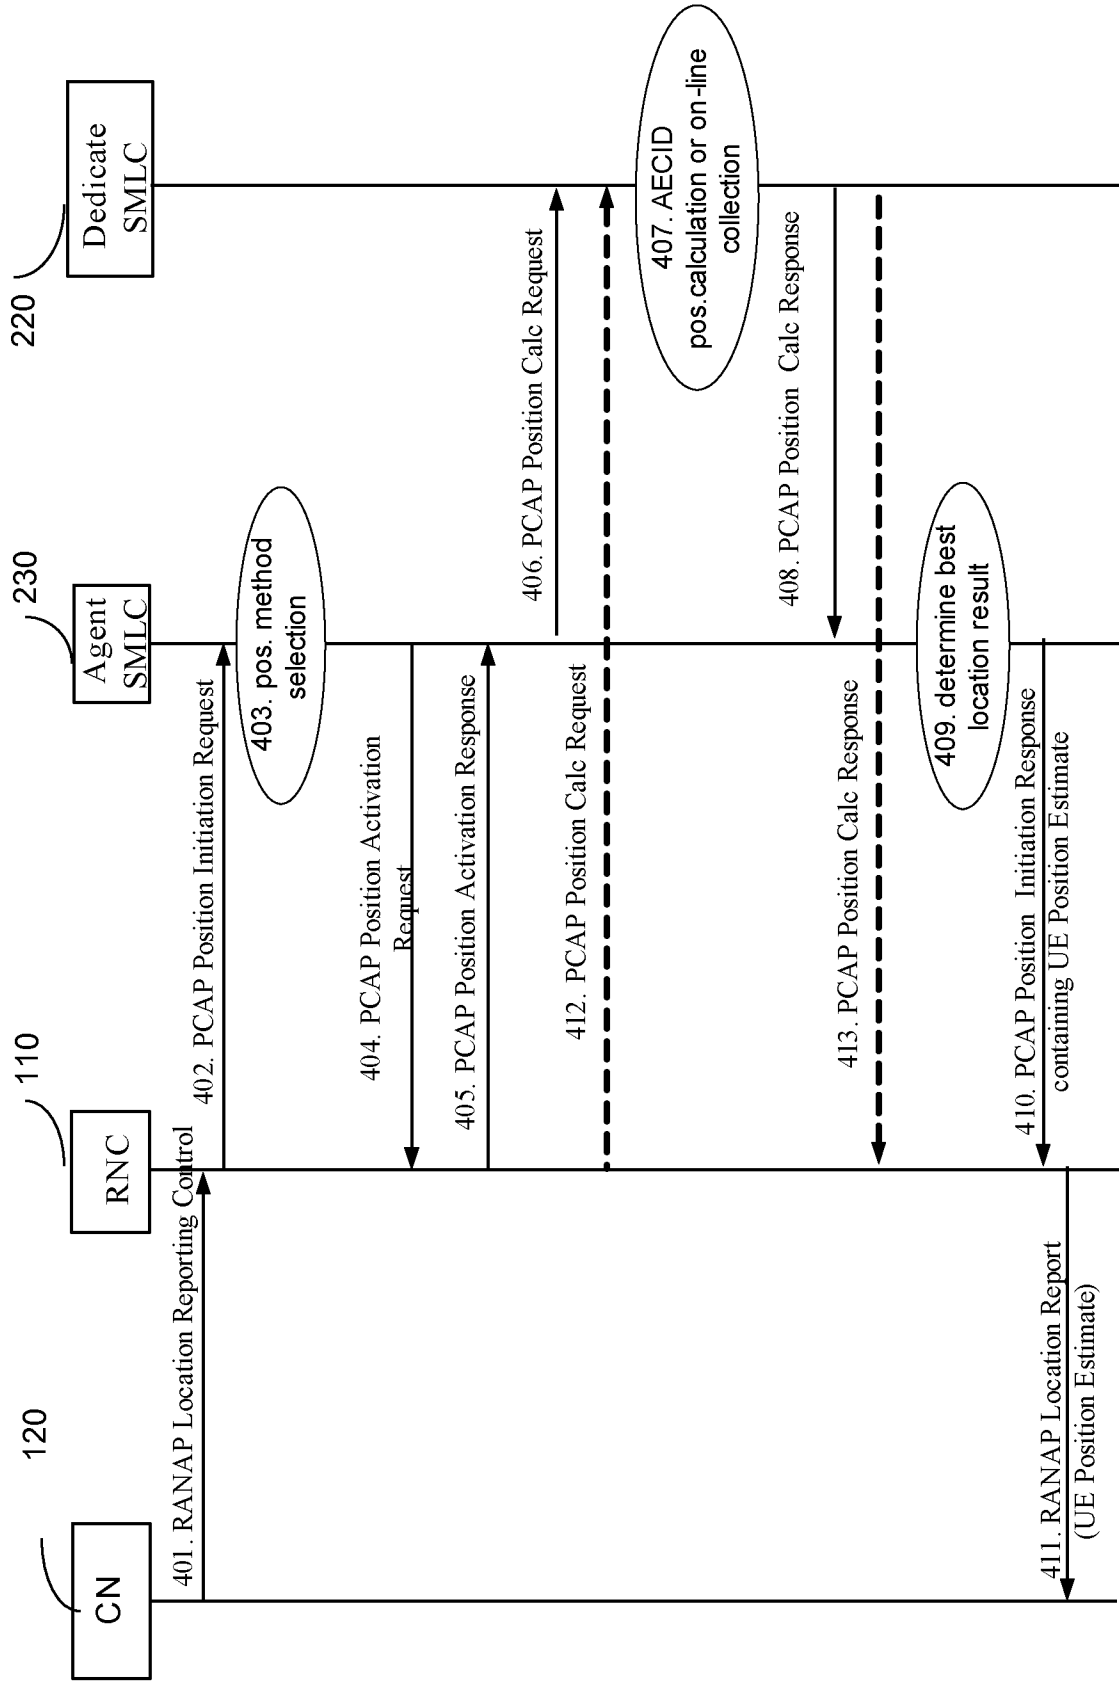 120
110
230
220
CN
RNC
Agent
SMLC
Dedicate
SMLC
401. RANAP Location Reporting Control
402. PCAP Position Initiation Request
403. pos. method
selection
404. PCAP Position Activation
Request
405. PCAP Position Activation Response
406. PCAP Position Calc Request
412. PCAP Position Calc Request
407. AECID
pos.calculation or on-line
collection
408. PCAP Position Calc Response
413. PCAP Position Calc Response
409. determine best
location result
410. PCAP Position Initiation Response
containing UE Position Estimate
411. RANAP Location Report
(UE Position Estimate)